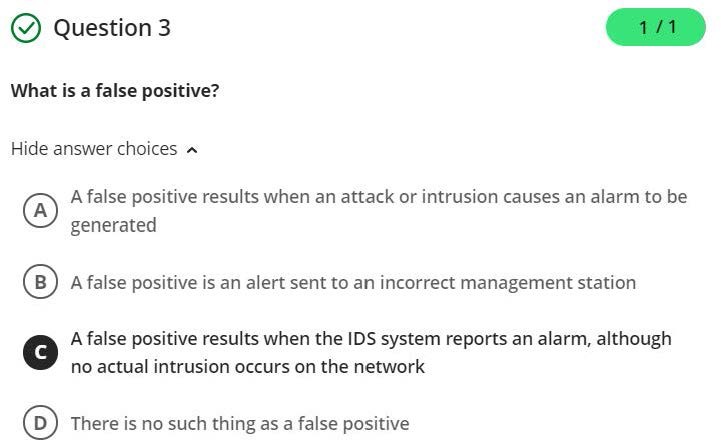 Question 3
1 / 1
What is a false positive?
Hide answer choices
A
A false positive results when an attack or intrusion causes an alarm to be
generated
B
A false positive is an alert sent to an incorrect management station
C
A false positive results when the IDS system reports an alarm, although
no actual intrusion occurs on the network
D
There is no such thing as a false positive